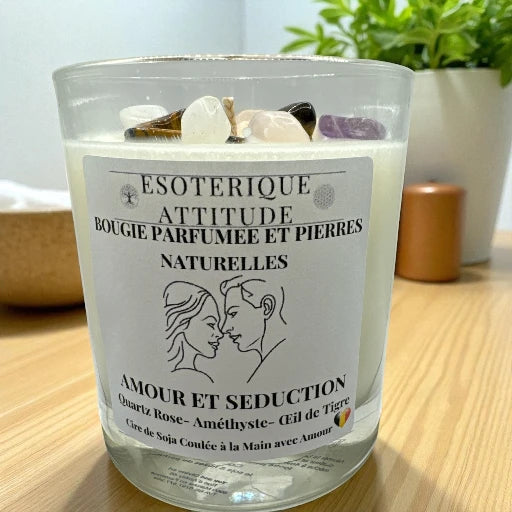 ESOTERIQUE
ATTITUDE
BOUGIE PARFUMEE ET PIERRES
NATURELLES
AMOUR ET SEDUCTION
Quartz Rose- Améthyste- Œil de Tigre
Cire de Soja Coulée à la Main avec Amour